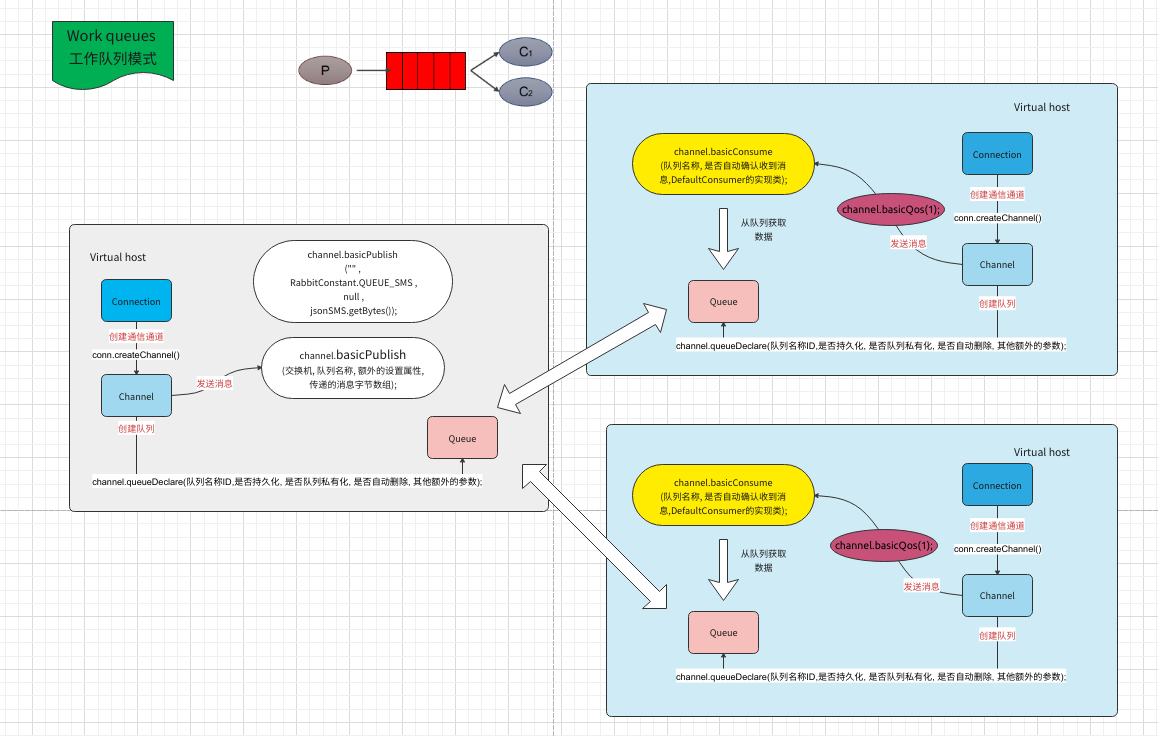 Work queues
工作队列模式
P
C1
C2
Virtual host
channel.basicPublish
("" ,
RabbitConstant.QUEUE_SMS ,
null ,
jsonSMS.getBytes());
Connection
创建通信通道
conn.createChannel()
channel.basicPublish
(交换机, 队列名称, 额外的设置属性,
传递的消息字节数组);
发送消息
Channel
创建队列
Queue
channel.queueDeclare(队列名称ID,是否持久化, 是否队列私有化, 是否自动删除, 其他额外的参数);
Virtual host
channel.basicConsume
(队列名称, 是否自动确认收到消
息,DefaultConsumer的实现类);
Connection
创建通信通道
channel.basicQos(1);
conn.createChannel()
从队列获取
数据
发送消息
Channel
Queue
创建队列
channel.queueDeclare(队列名称ID,是否持久化, 是否队列私有化, 是否自动删除, 其他额外的参数);
Virtual host
channel.basicConsume
(队列名称, 是否自动确认收到消
息,DefaultConsumer的实现类);
Connection
创建通信通道
channel.basicQos(1);
conn.createChannel()
从队列获取
数据
发送消息
Channel
Queue
创建队列
channel.queueDeclare(队列名称ID,是否持久化, 是否队列私有化, 是否自动删除, 其他额外的参数);